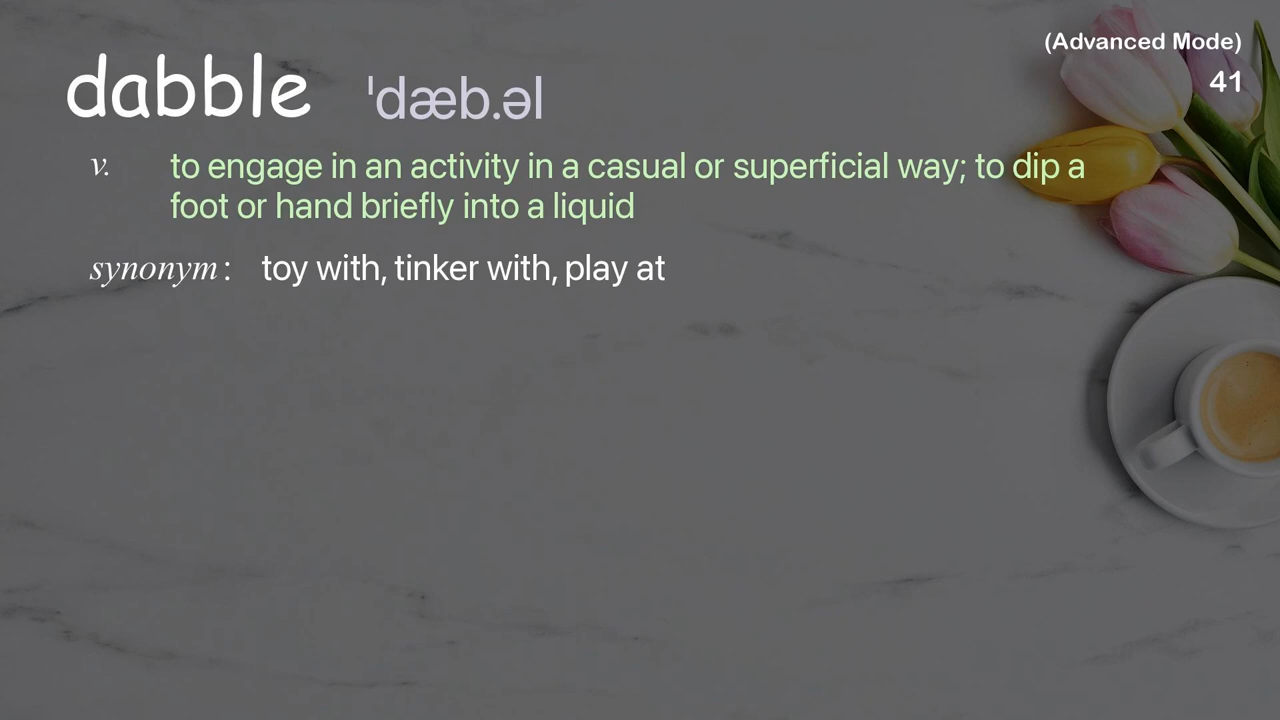 (Advanced Mode)
41
dabble ˈdæb.əl
v. to engage in an activity in a casual or superficial way; to dip a
foot or hand briefly into a liquid
synonym: toy with, tinker with, play at